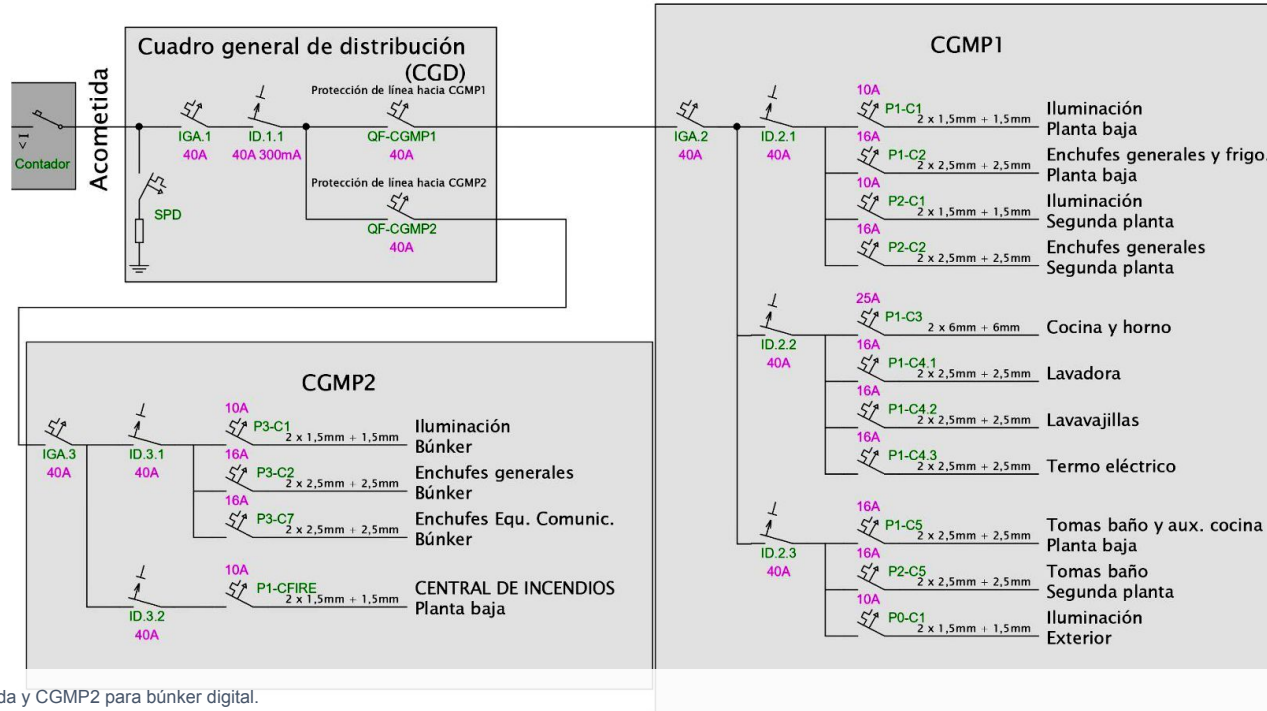 Contador
<I
Acometida
Cuadro general de distribución
(CGD)
Protección de línea hacia CGMP1
IGA.1
40A
ID.1.1
40A 300mA
QF-CGMP1
40A
SPD
Protección de línea hacia CGMP2
QF-CGMP2
40A
CGMP1
IGA.2
40A
ID.2.1
40A
10A
P1-C1
2 x 1,5mm + 1,5mm
Iluminación
Planta baja
16A
P1-C2
2 x 2,5mm + 2,5mm
Enchufes generales y frigo.
Planta baja
10A
P2-C1
2 x 1,5mm + 1,5mm
Iluminación
Segunda planta
16A
P2-C2
2 x 2,5mm + 2,5mm
Enchufes generales
Segunda planta
ID.2.2
40A
25A
P1-C3
2 x 6mm + 6mm
Cocina y horno
16A
P1-C4.1
2 x 2,5mm + 2,5mm
Lavadora
16A
P1-C4.2
2 x 2,5mm + 2,5mm
Lavavajillas
16A
P1-C4.3
2 x 2,5mm + 2,5mm
Termo eléctrico
ID.2.3
40A
16A
P1-C5
2 x 2,5mm + 2,5mm
Tomas baño y aux. cocina
Planta baja
16A
P2-C5
2 x 2,5mm + 2,5mm
Tomas baño
Segunda planta
10A
P0-C1
2 x 1,5mm + 1,5mm
Iluminación
Exterior
CGMP2
IGA.3
40A
ID.3.1
40A
10A
P3-C1
2 x 1,5mm + 1,5mm
Iluminación
Búnker
16A
P3-C2
2 x 2,5mm + 2,5mm
Enchufes generales
Búnker
16A
P3-C7
2 x 2,5mm + 2,5mm
Enchufes Equ. Comunic.
Búnker
ID.3.2
40A
10A
P1-CFIRE
2 x 1,5mm + 1,5mm
CENTRAL DE INCENDIOS
Planta baja
da y CGMP2 para búnker digital.